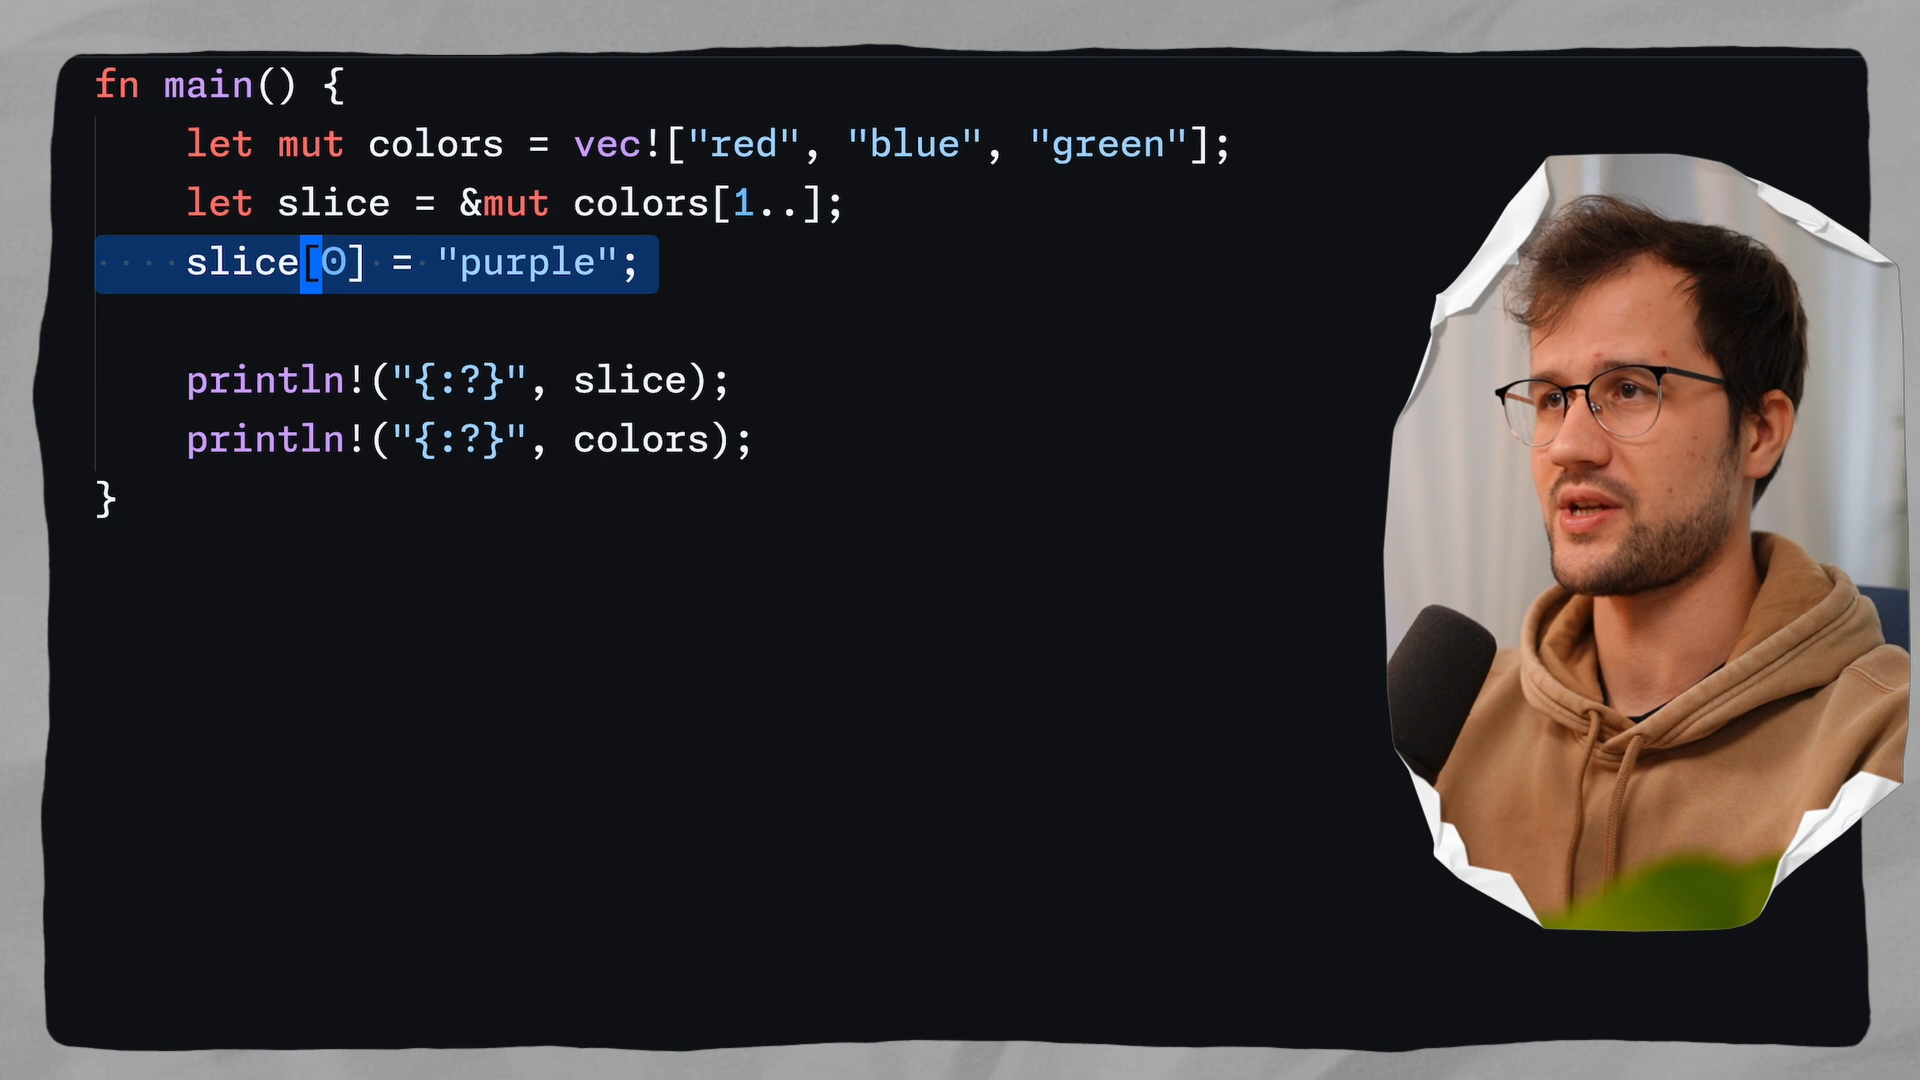 fn main() {
    let mut colors = vec!["red", "blue", "green"];
    let slice = &mut colors[1..];
    slice[0] = "purple";
    println!("{:?}", slice);
    println!("{:?}", colors);
}